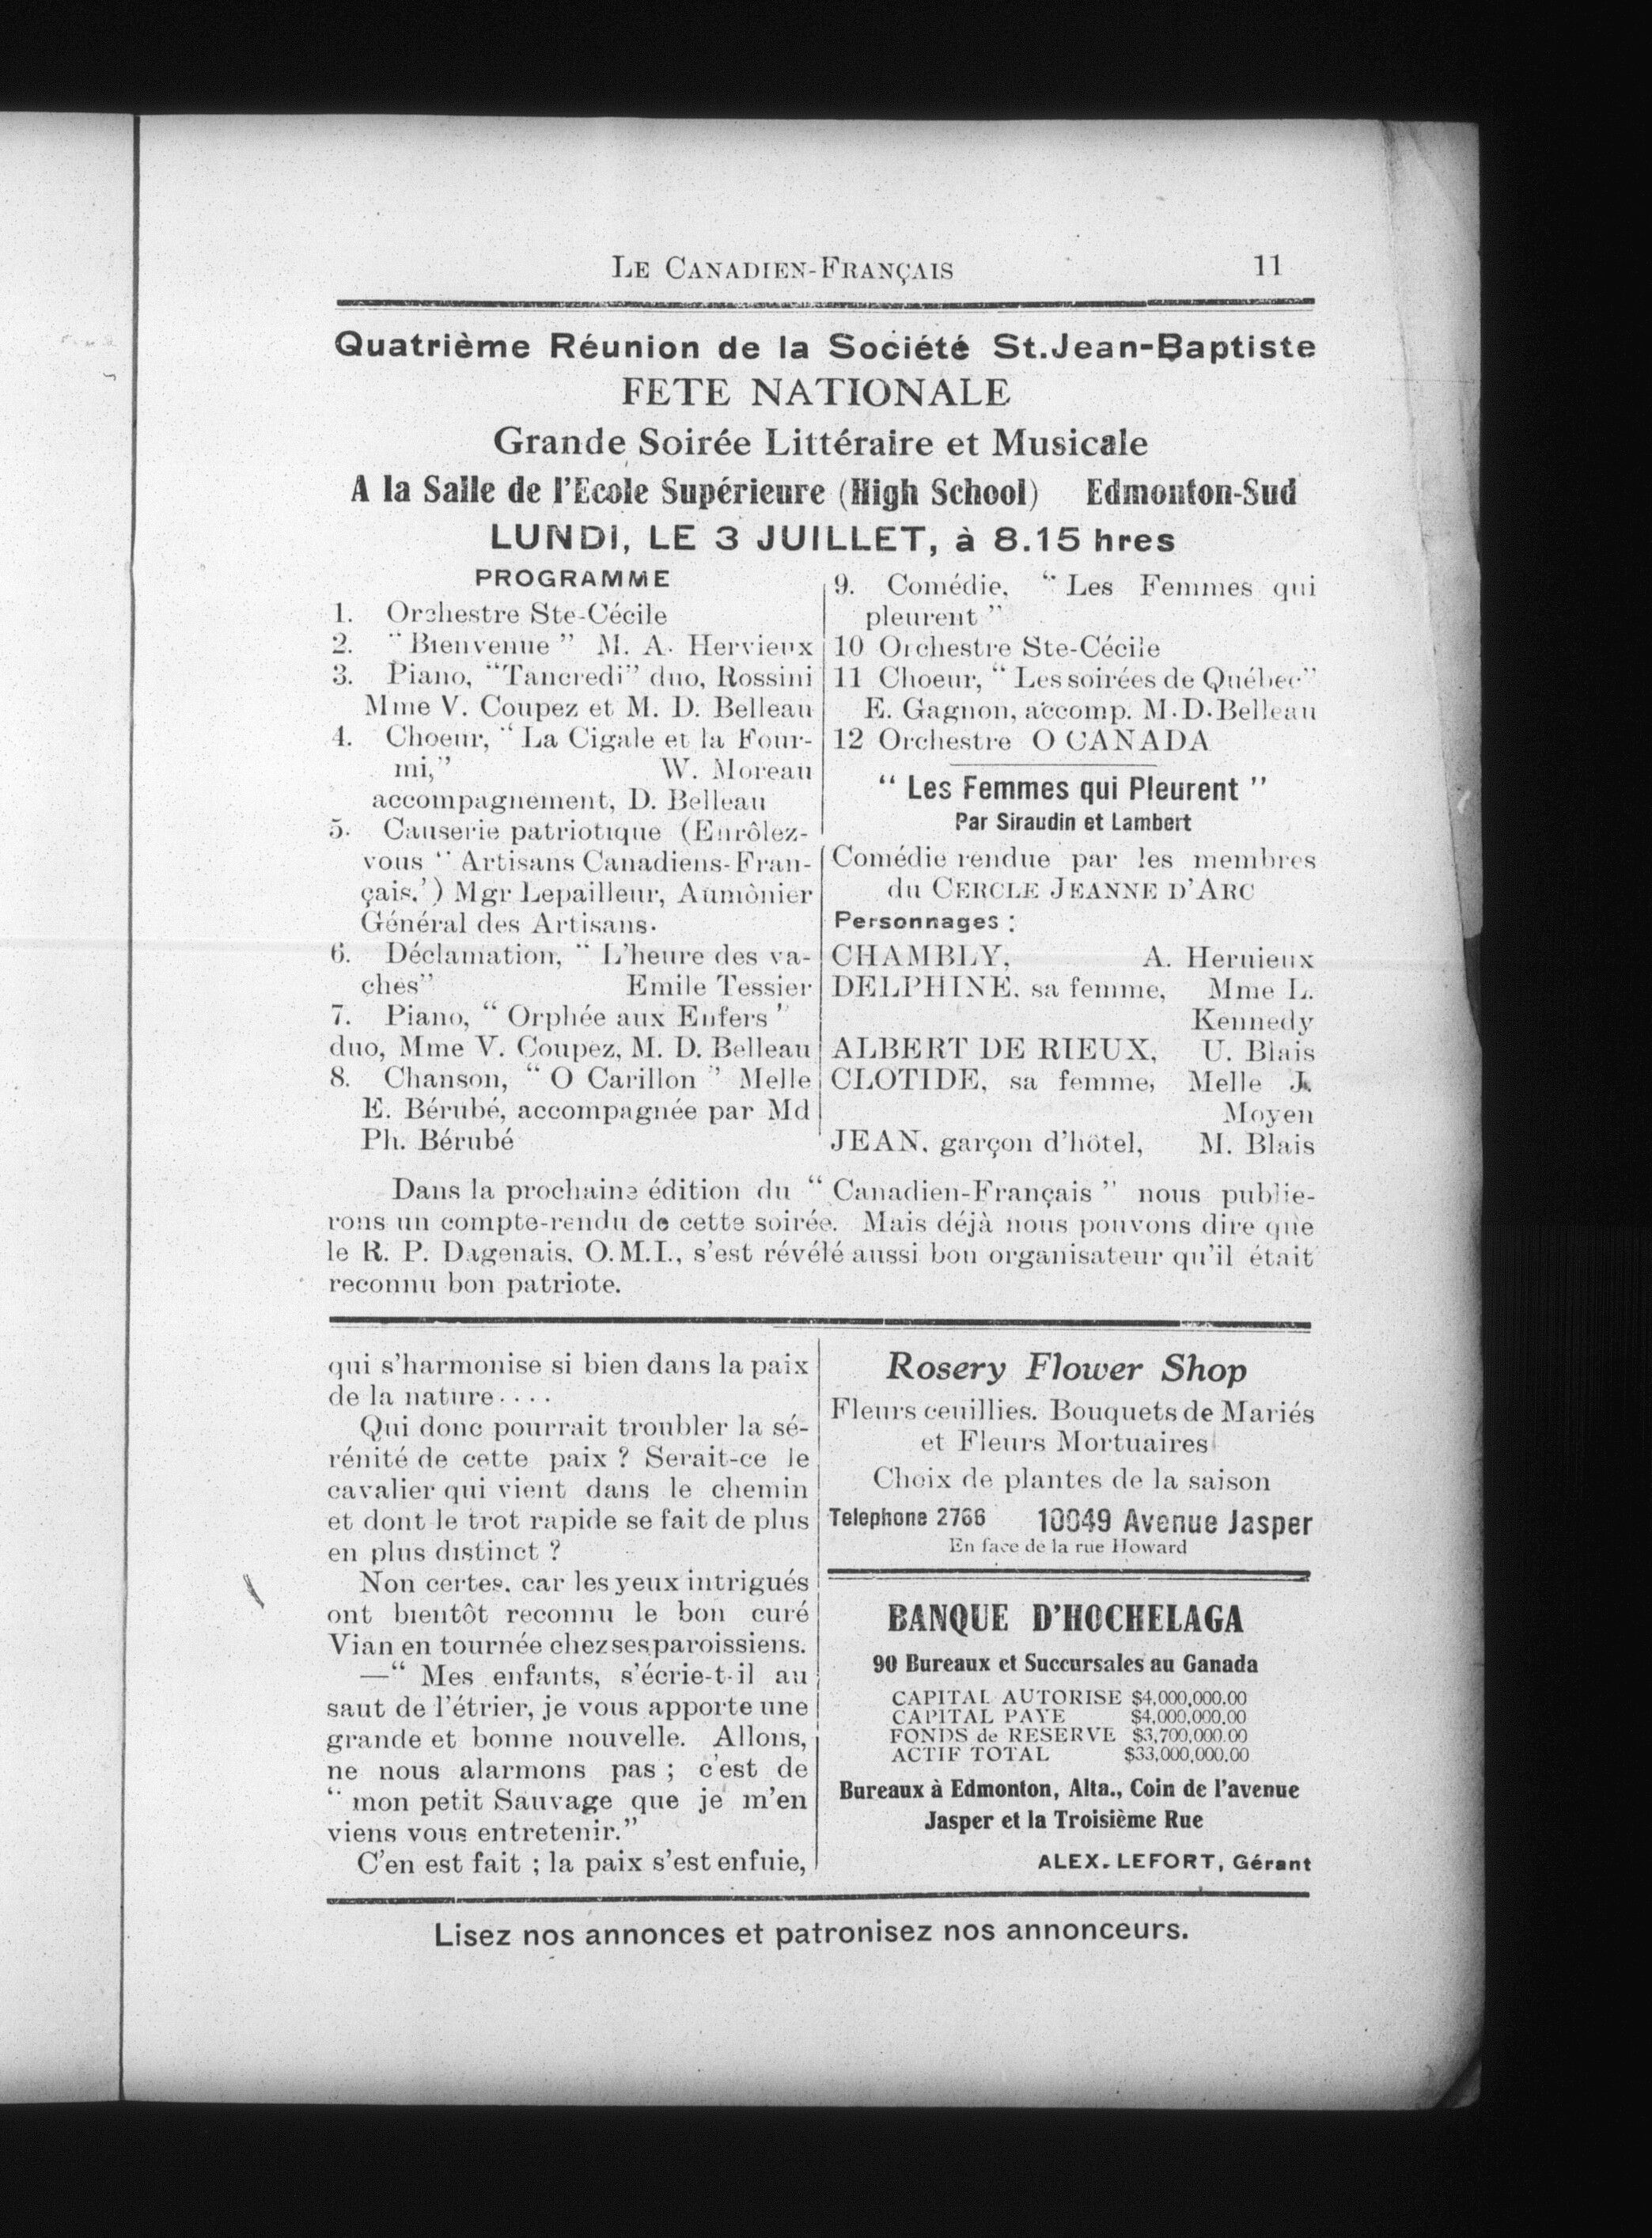 LE CANADIEN-FRANÇAIS 11
Quatrième Réunion de la Société St.Jean-Baptiste
FETE NATIONALE
Grande Soirée Littéraire et Musicale
A la Salle de l'Ecole Supérieure (High School) Edmonton-Sud
LUNDI, LE 3 JUILLET, à 8.15 hres
PROGRAMME
1. Orchestre Ste-Cécile
2. "Bienvenue" M. A. Hervieux
3. Piano, "Tancredi" duo, Rossini
Mme V. Coupez et M. D. Belleau
4. Choeur, "La Cigale et la Four-
mi," W. Moreau
accompagnement, D. Belleau
5. Causerie patriotique (Enrôlez-
vous "Artisans Canadiens-Fran-
çais.') Mgr Lepailleur, Aumônier
Général des Artisans.
6. Déclamation, "L'heure des va-
ches" Emile Tessier
7. Piano, "Orphée aux Enfers"
duo, Mme V. Coupez, M. D. Belleau
8. Chanson, "O Carillon" Melle
E. Bérubé, accompagnée par Md
Ph. Bérubé
9. Comédie, "Les Femmes qui
pleurent"
10 Orchestre Ste-Cécile
11 Choeur, "Les soirées de Québec"
E. Gagnon, accomp. M.D.Belleau
12 Orchestre O CANADA
"Les Femmes qui Pleurent"
Par Siraudin et Lambert
Comédie rendue par les membres
du CERCLE JEANNE D'ARC
Personnages :
CHAMBLY, A. Heruieux
DELPHINE, sa femme, Mme L.
Kennedy
ALBERT DE RIEUX, U. Blais
CLOTIDE, sa femme, Melle J.
Moyen
JEAN, garçon d'hôtel, M. Blais
Dans la prochaine édition du "Canadien-Français" nous publie-
rons un compte-rendu de cette soirée. Mais déjà nous pouvons dire que
le R. P. Dagenais, O.M.I., s'est révélé aussi bon organisateur qu'il était
reconnu bon patriote.
qui s'harmonise si bien dans la paix
de la nature....
Qui donc pourrait troubler la sé-
rénité de cette paix ? Serait-ce le
cavalier qui vient dans le chemin
et dont le trot rapide se fait de plus
en plus distinct ?
Non certes, car les yeux intrigués
ont bientôt reconnu le bon curé
Vian en tournée chez ses paroissiens.
—"Mes enfants, s'écrie-t-il au
saut de l'étrier, je vous apporte une
grande et bonne nouvelle. Allons,
ne nous alarmons pas ; c'est de
"mon petit Sauvage que je m'en
viens vous entretenir."
C'en est fait ; la paix s'est enfuie,
Rosery Flower Shop
Fleurs ceuillies. Bouquets de Mariés
et Fleurs Mortuaires
Choix de plantes de la saison
Telephone 2766 10049 Avenue Jasper
En face de la rue Howard
BANQUE D'HOCHELAGA
90 Bureaux et Succursales au Ganada
CAPITAL AUTORISE $4,000,000.00
CAPITAL PAYE $4,000,000.00
FONDS de RESERVE $3,700,000.00
ACTIF TOTAL $33,000,000.00
Bureaux à Edmonton, Alta., Coin de l'avenue
Jasper et la Troisième Rue
ALEX. LEFORT, Gérant
Lisez nos annonces et patronisez nos annonceurs.